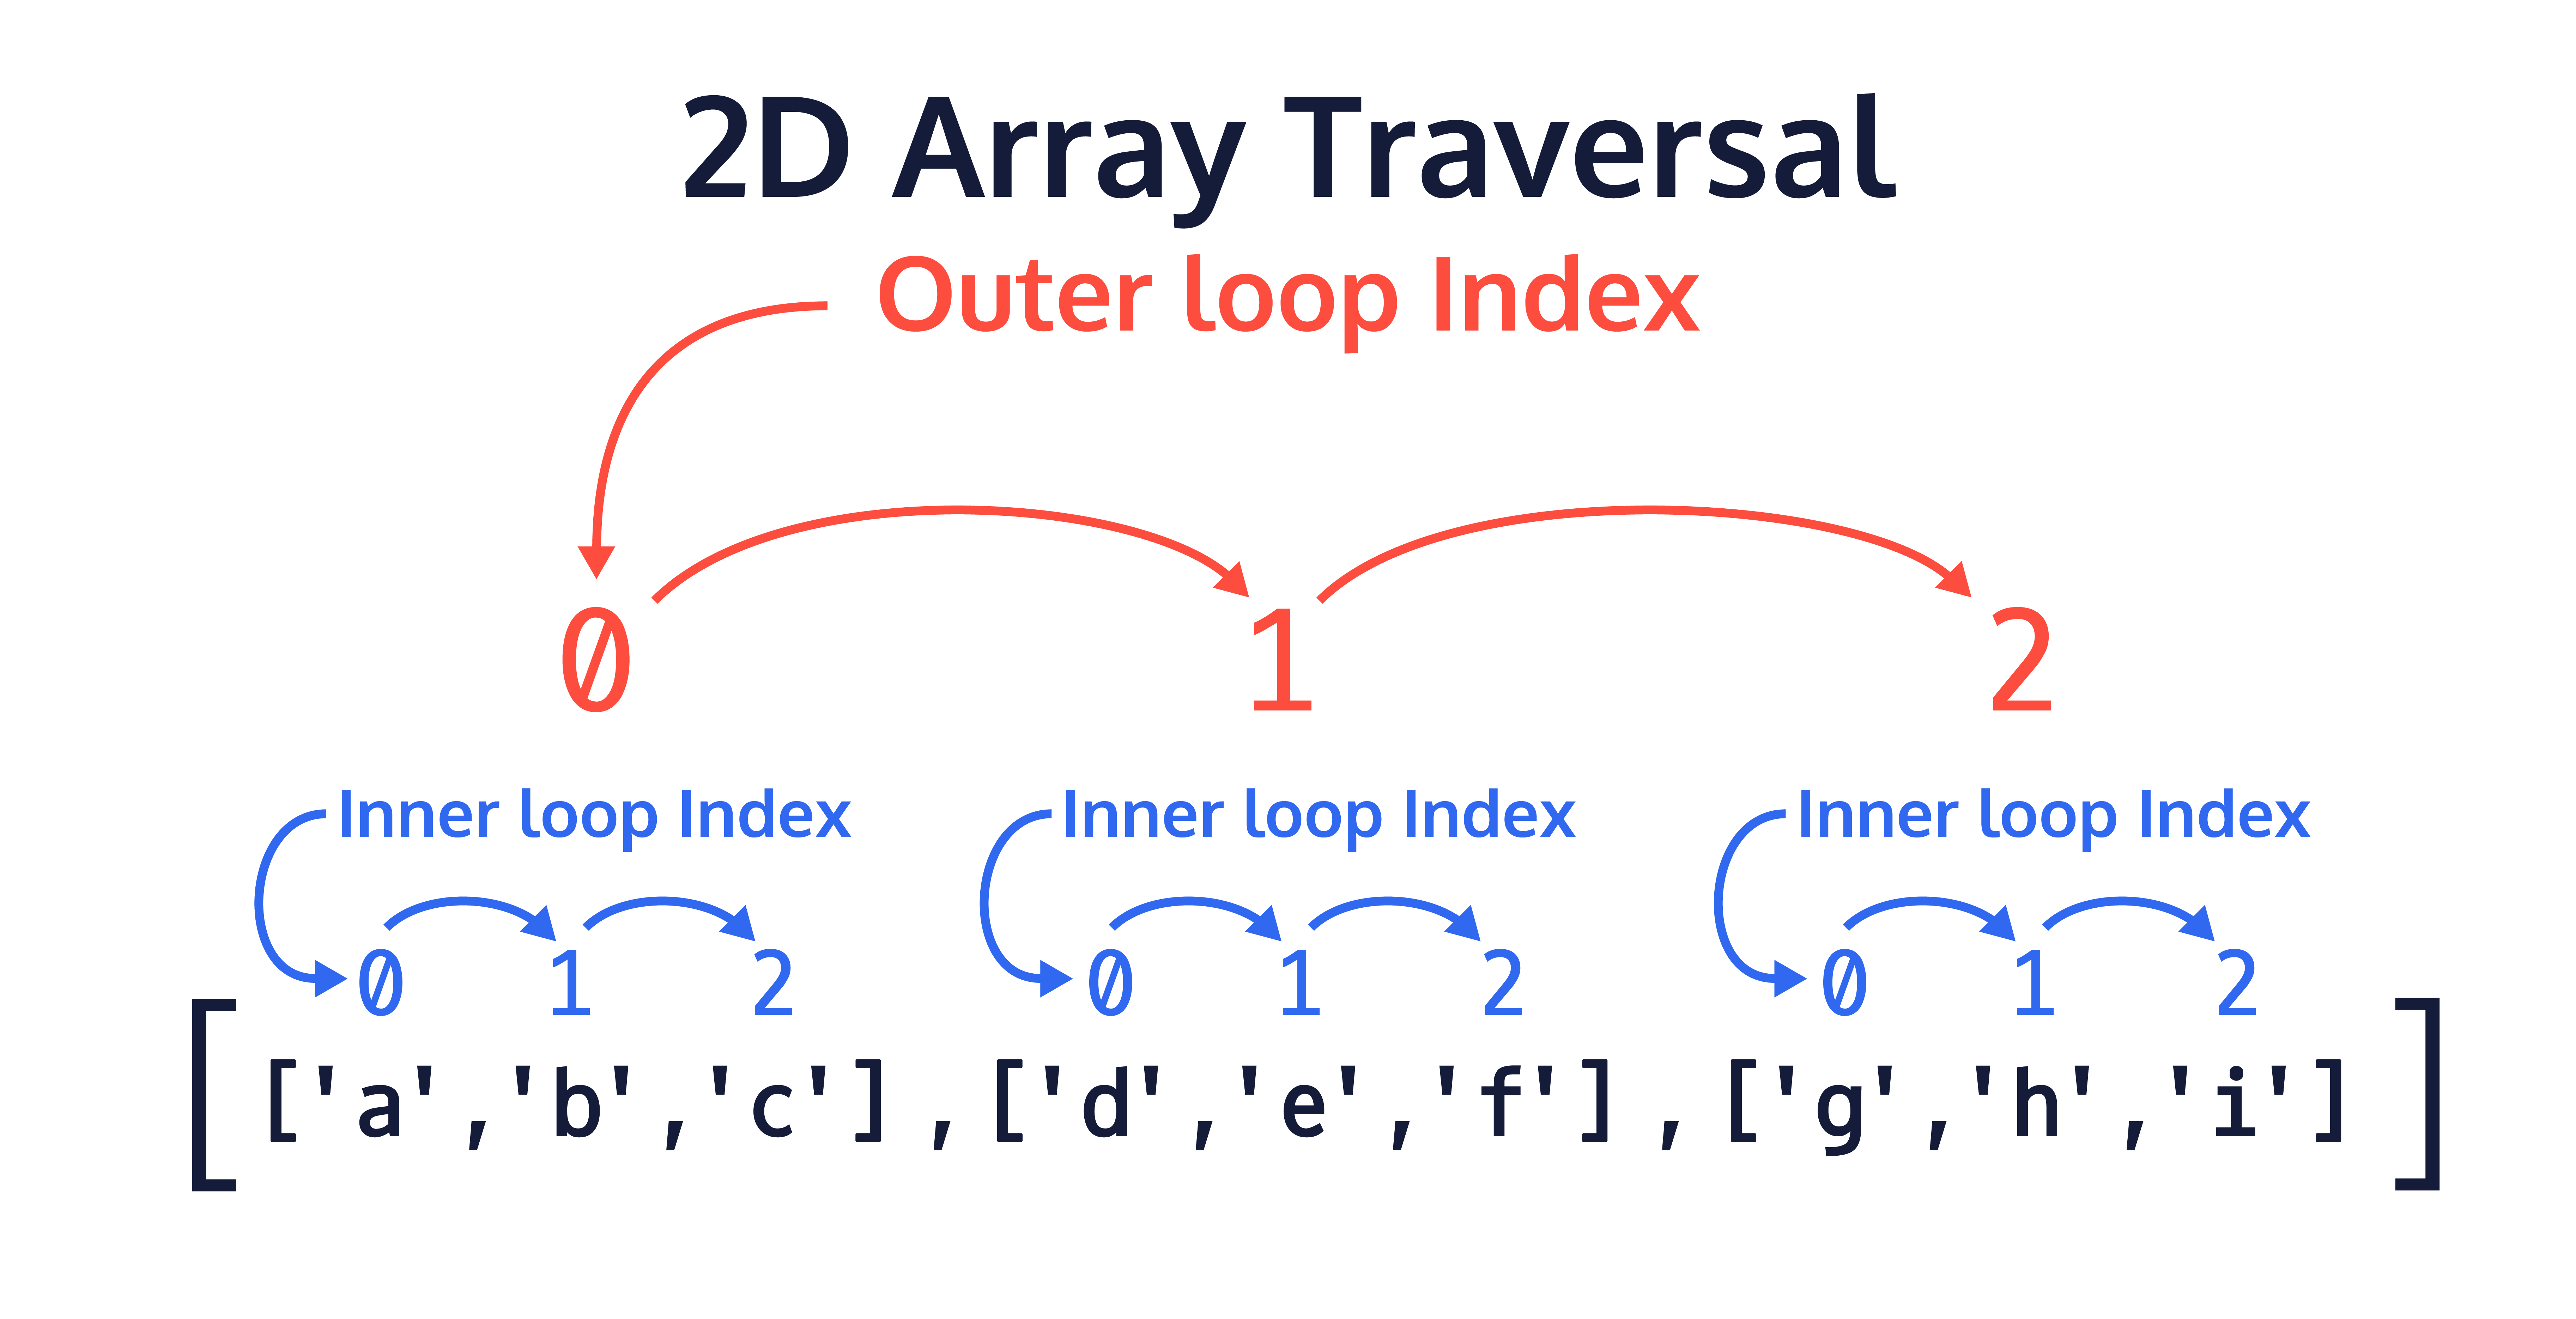 2D Array Traversal
Outer loop Index
0 1 2
Inner loop Index Inner loop Index Inner loop Index
0 1 2 0 1 2 0 1 2
[['a','b','c'],['d','e','f'],['g','h','i']]